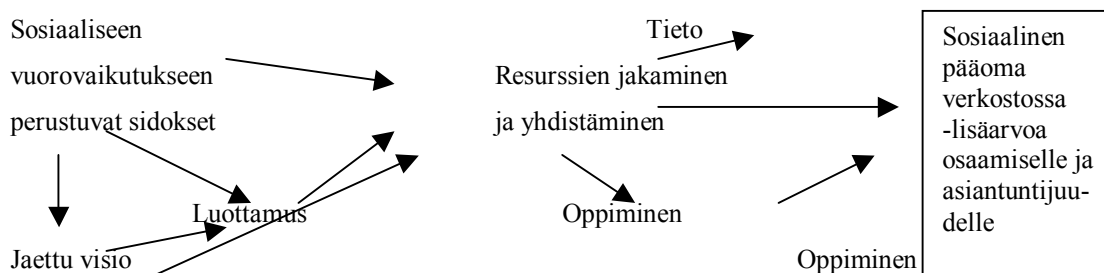 Sosiaaliseen
vuorovaikutukseen
perustuvat sidokset
Luottamus
Jaettu visio
Tieto
Resurssien jakaminen
ja yhdistäminen
Oppiminen
Oppiminen
Sosiaalinen
pääoma
verkostossa
-lisäarvoa
osaamiselle ja
asiantuntijuu-
delle